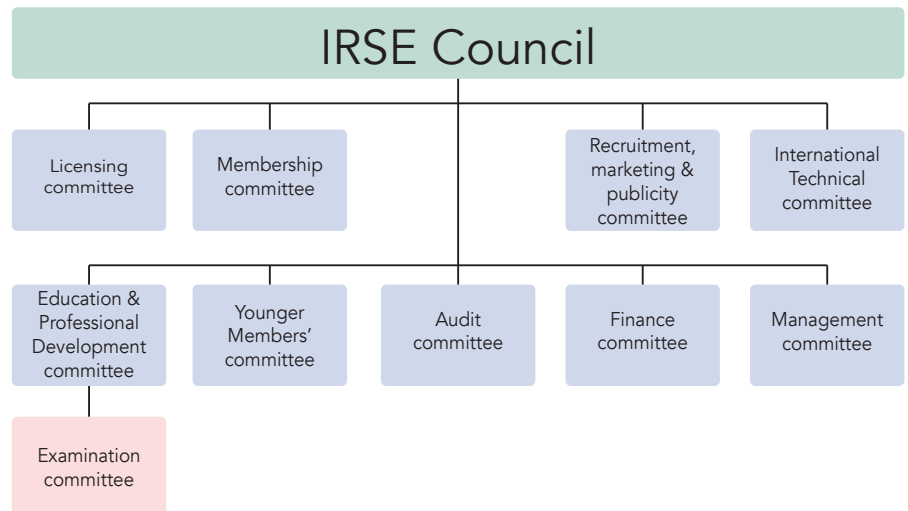 IRSE Council
Licensing
committee
Membership
committee
Recruitment,
marketing &
publicity
committee
International
Technical
committee
Education &
Professional
Development
committee
Younger
Members’
committee
Audit
committee
Finance
committee
Management
committee
Examination
committee